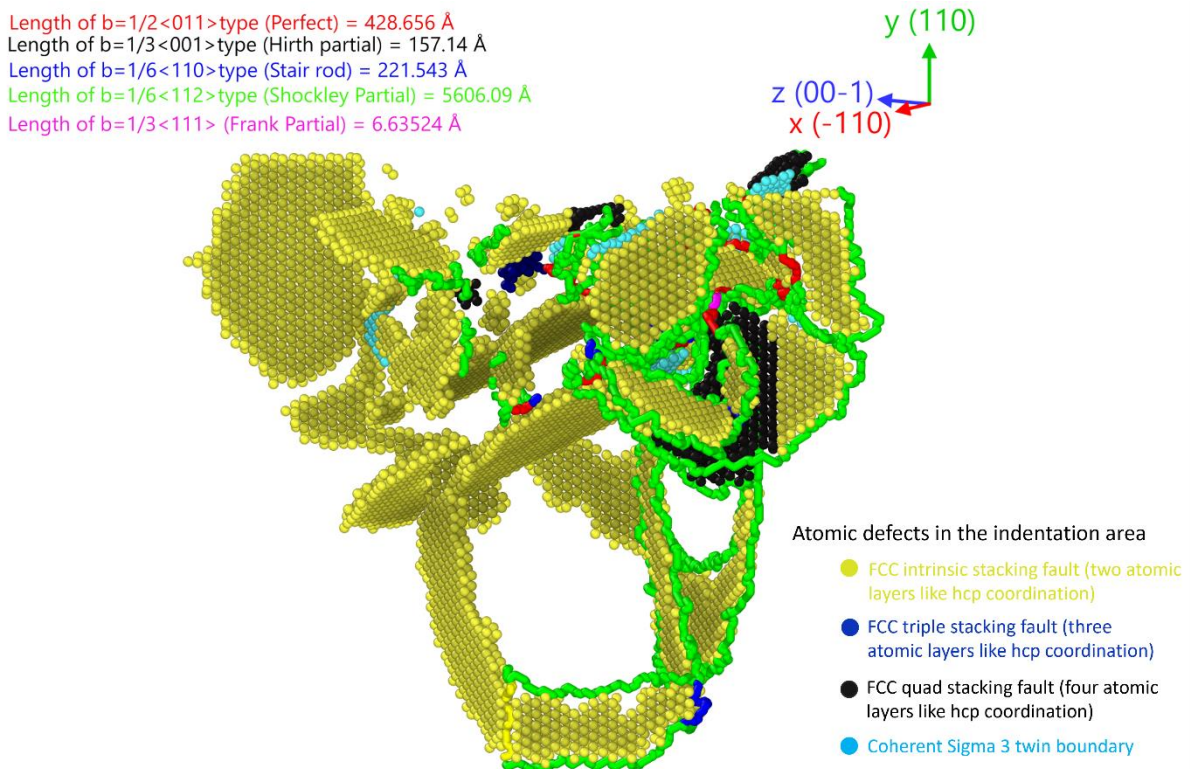 Length of b=1/2<011>type (Perfect) = 428.656 Å
Length of b=1/3<001>type (Hirth partial) = 157.14 Å
Length of b=1/6<110>type (Stair rod) = 221.543 Å
Length of b=1/6<112>type (Shockley Partial) = 5606.09 Å
Length of b=1/3<111> (Frank Partial) = 6.63524 Å
y (110)
z (00-1)
x (-110)
Atomic defects in the indentation area
FCC intrinsic stacking fault (two atomic
layers like hcp coordination)
FCC triple stacking fault (three
atomic layers like hcp coordination)
FCC quad stacking fault (four atomic
layers like hcp coordination)
Coherent Sigma 3 twin boundary